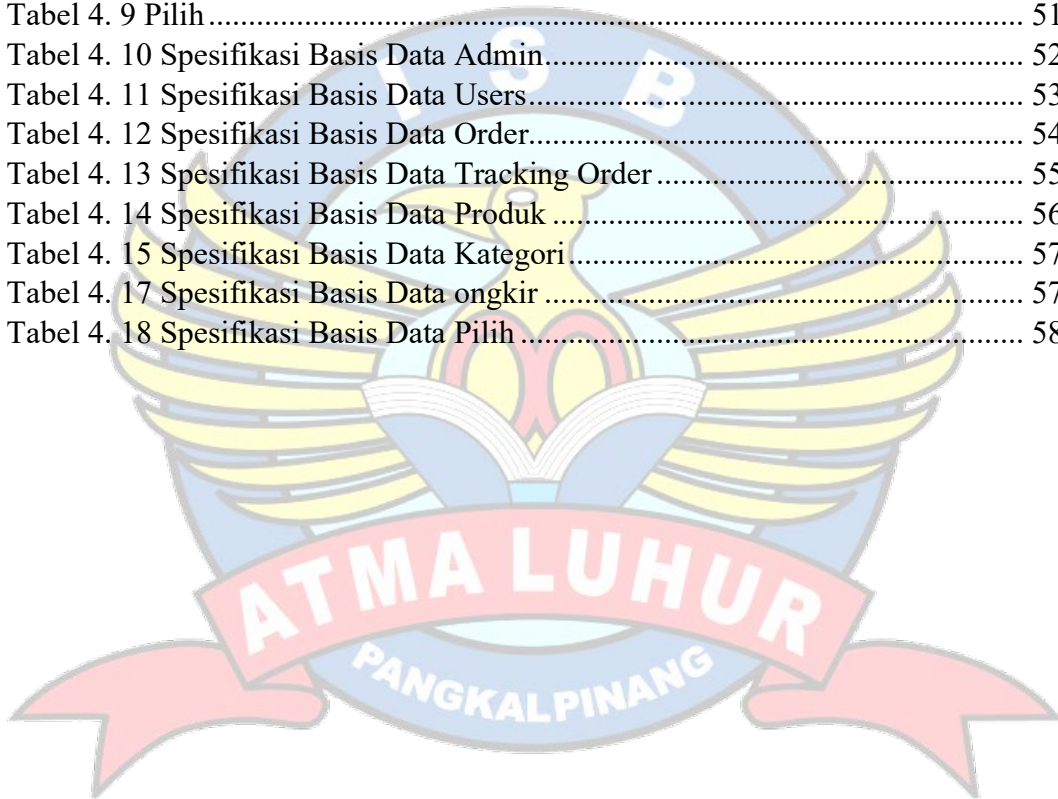 Tabel 4. 9 Pilih ........................................................................................................ 51
Tabel 4. 10 Spesifikasi Basis Data Admin............................................................. 52
Tabel 4. 11 Spesifikasi Basis Data Users............................................................... 53
Tabel 4. 12 Spesifikasi Basis Data Order............................................................... 54
Tabel 4. 13 Spesifikasi Basis Data Tracking Order ............................................... 55
Tabel 4. 14 Spesifikasi Basis Data Produk ............................................................ 56
Tabel 4. 15 Spesifikasi Basis Data Kategori.......................................................... 57
Tabel 4. 17 Spesifikasi Basis Data ongkir ............................................................. 57
Tabel 4. 18 Spesifikasi Basis Data Pilih ................................................................ 58
I S B
ATMA LUHUR
PANGKALPINANG